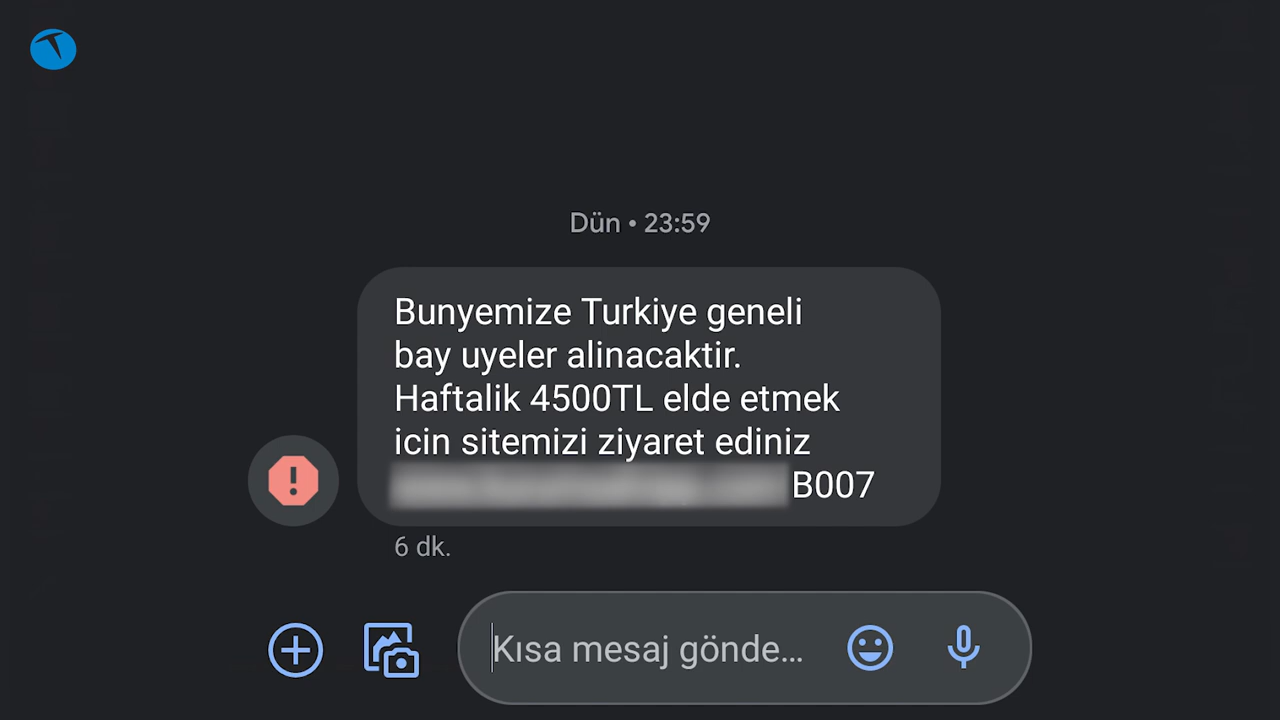 Dün • 23:59
Bunyemize Turkiye geneli
bay uyeler alinacaktir.
Haftalik 4500TL elde etmek
icin sitemizi ziyaret ediniz
B007
6 dk.
Kısa mesaj gönde...